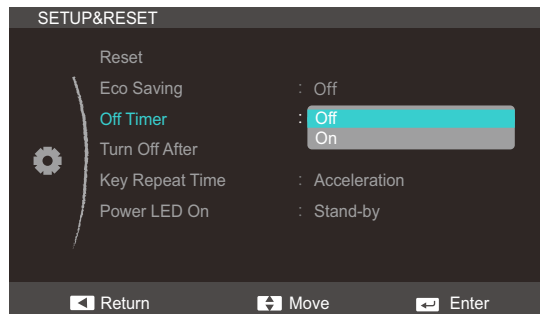 SETUP&RESET
Reset
Eco Saving : Off
Off Timer : Off
On
Turn Off After
Key Repeat Time : Acceleration
Power LED On : Stand-by
Return Move Enter